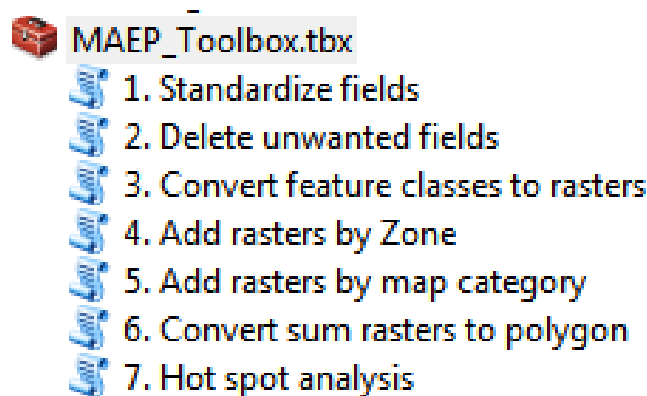 MAEP_Toolbox.tbx
1. Standardize fields
2. Delete unwanted fields
3. Convert feature classes to rasters
4. Add rasters by Zone
5. Add rasters by map category
6. Convert sum rasters to polygon
7. Hot spot analysis